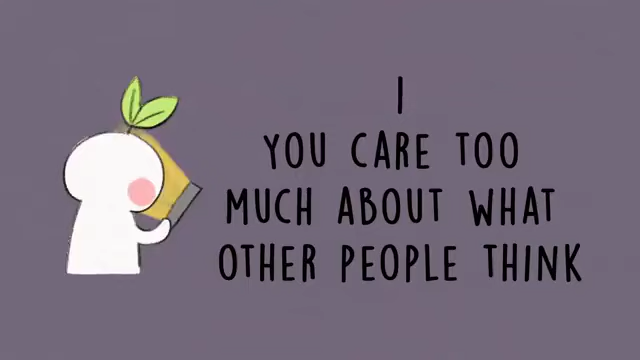 I
YOU CARE TOO
MUCH ABOUT WHAT
OTHER PEOPLE THINK